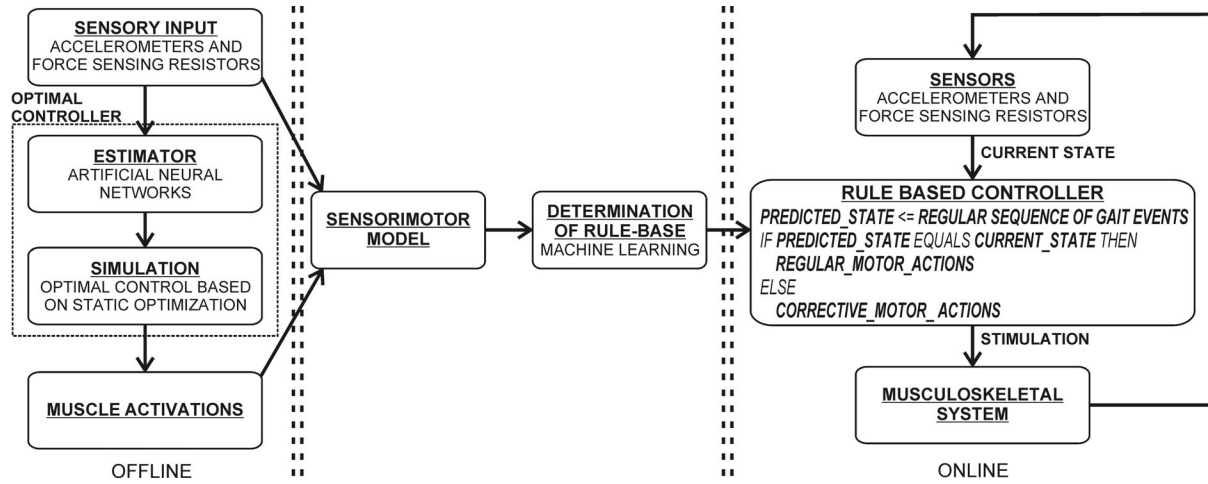 SENSORY INPUT
ACCELEROMETERS AND
FORCE SENSING RESISTORS
OPTIMAL
CONTROLLER
ESTIMATOR
ARTIFICIAL NEURAL
NETWORKS
SIMULATION
OPTIMAL CONTROL BASED
ON STATIC OPTIMIZATION
MUSCLE ACTIVATIONS
OFFLINE
SENSORIMOTOR
MODEL
DETERMINATION
OF RULE-BASE
MACHINE LEARNING
SENSORS
ACCELEROMETERS AND
FORCE SENSING RESISTORS
CURRENT STATE
RULE BASED CONTROLLER
PREDICTED_STATE <= REGULAR SEQUENCE OF GAIT EVENTS
IF PREDICTED_STATE EQUALS CURRENT_STATE THEN
REGULAR_MOTOR_ACTIONS
ELSE
CORRECTIVE_MOTOR_ ACTIONS
STIMULATION
MUSCULOSKELETAL
SYSTEM
ONLINE